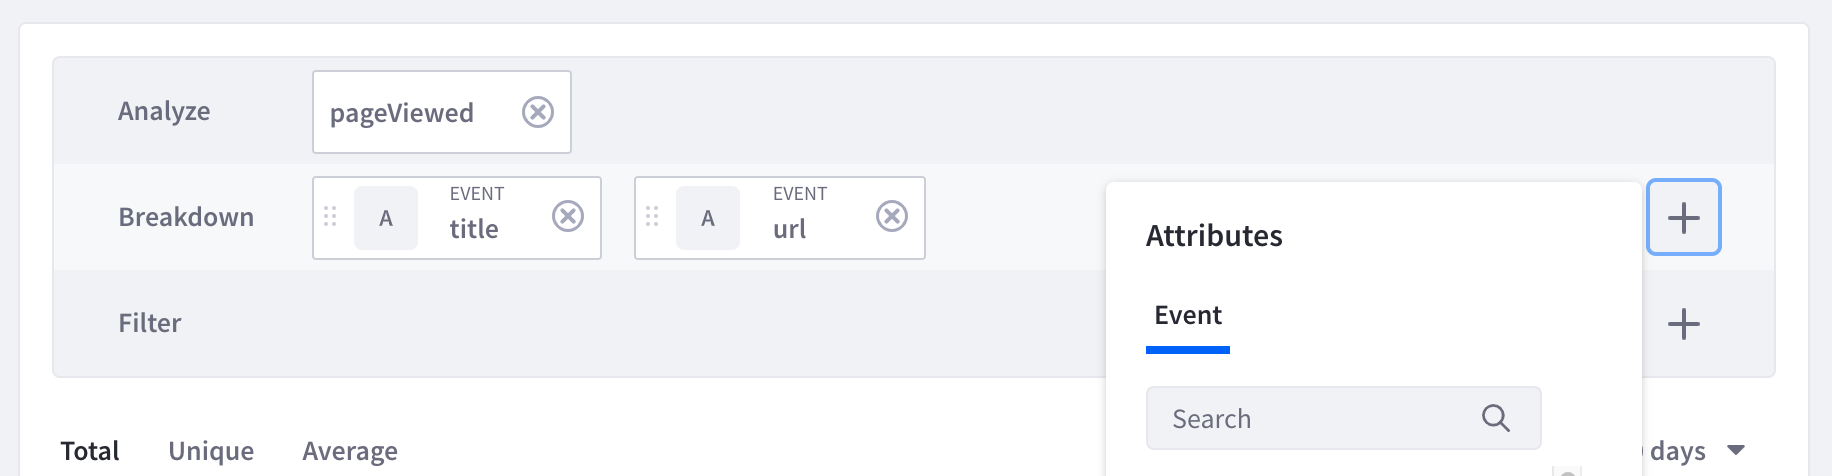 Analyze
pageViewed
Breakdown
A
EVENT
title
A
EVENT
url
Filter
Attributes
Event
Search
Total
Unique
Average
days